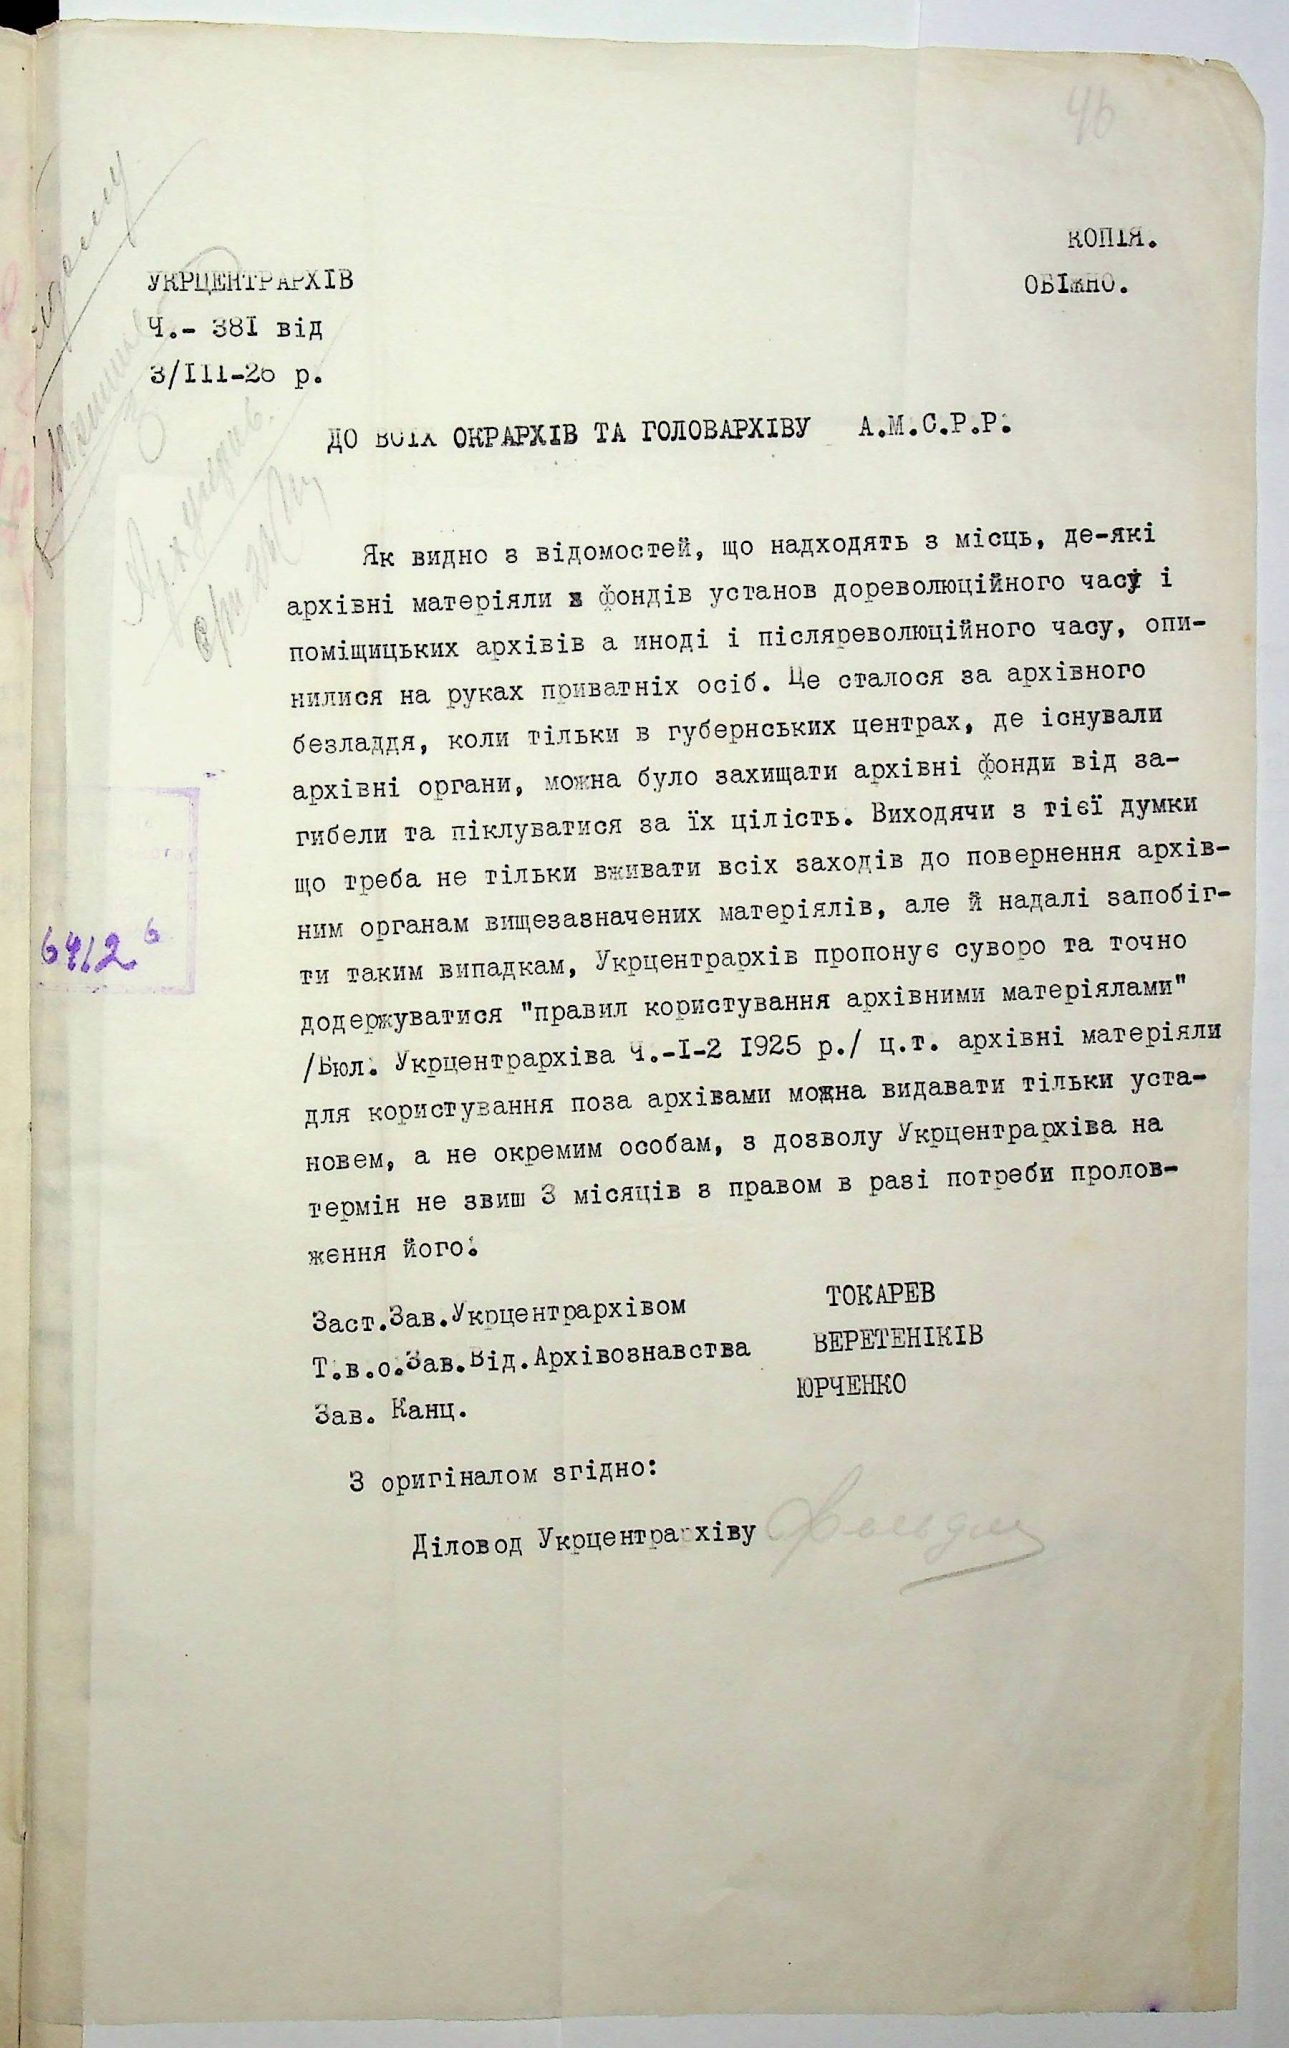 46
КОПІЯ.
УКРЦЕНТРАРХІВ
ОБІЖНО.
Ч.- 381 від
3/ІІІ-26 р.
ДО ВСІХ ОКРАРХІВ ТА ГОЛОВАРХІВУ А.М.С.Р.Р.
Як видно з відомостей, що надходять з місць, де-які
архівні матеріяли з фондів установ дореволюційного часу і
поміщицьких архівів а иноді і післяреволюційного часу, опи-
нилися на руках приватніх осіб. Це сталося за архівного
безладдя, коли тільки в губернських центрах, де існували
архівні органи, можна було захищати архівні фонди від за-
гибели та піклуватися за їх цілість. Виходячи з тієї думки
що треба не тільки вживати всіх заходів до повернення архів-
ним органам вищезазначених матеріялів, але й надалі запобіг-
ти таким випадкам, Укрцентрархів пропонує суворо та точно
додержуватися "правил користування архівними матеріялами"
/Бюл. Укрцентрархіва Ч.-І-2 1925 р./ ц.т. архівні матеріяли
для користування поза архівами можна видавати тільки уста-
новем, а не окремим особам, з дозволу Укрцентрархіва на
термін не звиш 3 місяців з правом в разі потреби пролов-
ження його.
Заст.Зав.Укрцентрархівом ТОКАРЕВ
Т.в.о.Зав.Від.Архівознавства ВЕРЕТЕНІКІВ
Зав. Канц. ЮРЧЕНКО
З оригіналом згідно:
Діловод Укрцентрархіву
6412 6